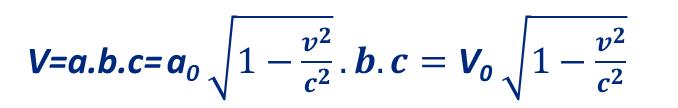 V=a.b.c= a₀ √(1 − v²/c²) . b. c = V₀ √(1 − v²/c²)